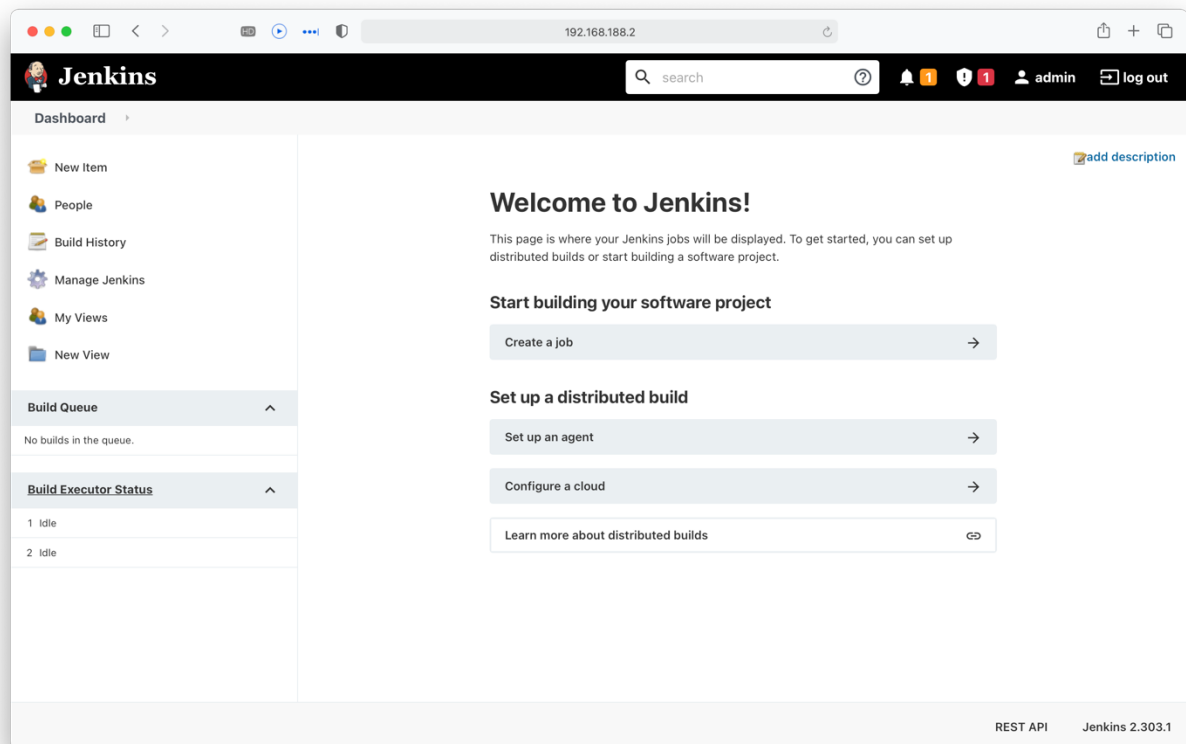 HD
192.168.188.2
Jenkins
search
1
1
admin
log out
Dashboard
add description
New Item
People
Build History
Manage Jenkins
My Views
New View
Build Queue
No builds in the queue.
Build Executor Status
1 Idle
2 Idle
Welcome to Jenkins!
This page is where your Jenkins jobs will be displayed. To get started, you can set up
distributed builds or start building a software project.
Start building your software project
Create a job
Set up a distributed build
Set up an agent
Configure a cloud
Learn more about distributed builds
REST API
Jenkins 2.303.1